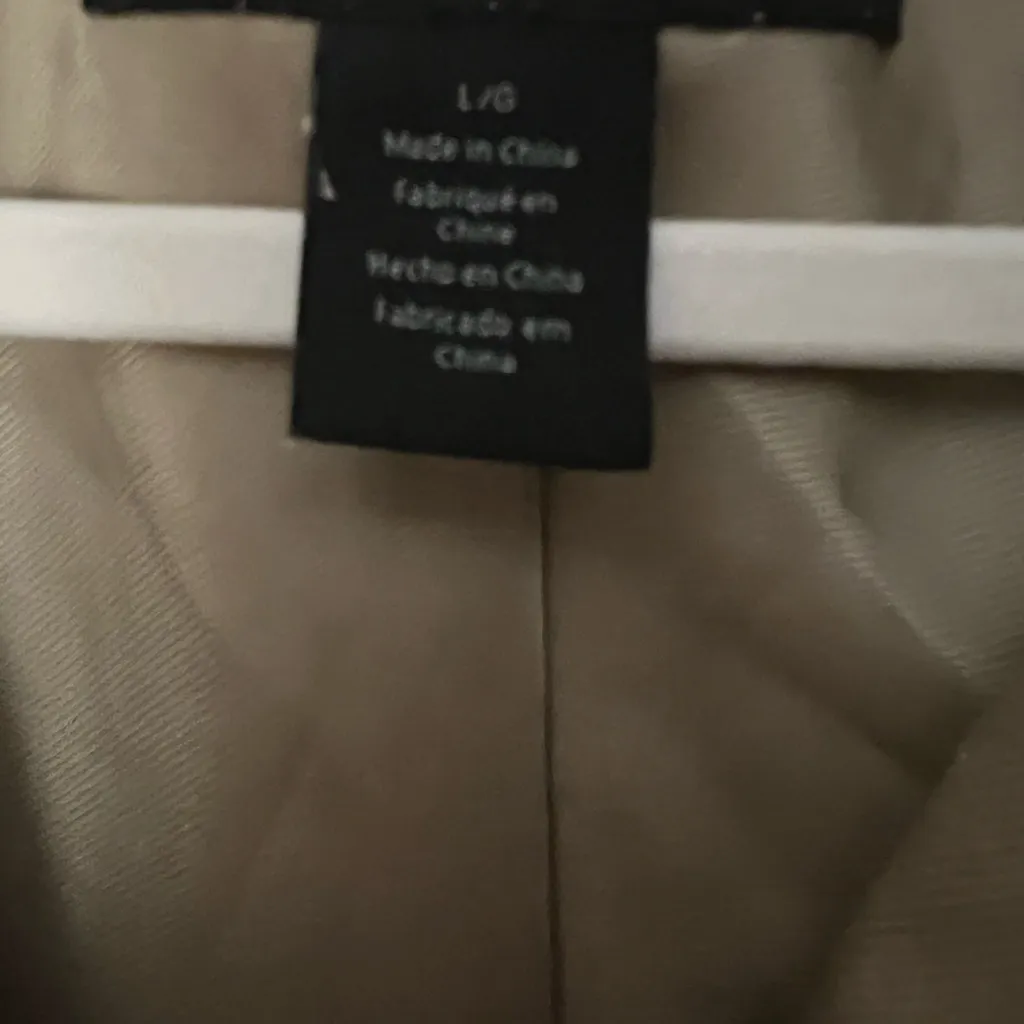 L/G
Made in China
Fabriqué en
Chine
Hecho en China
Fabricado em
China